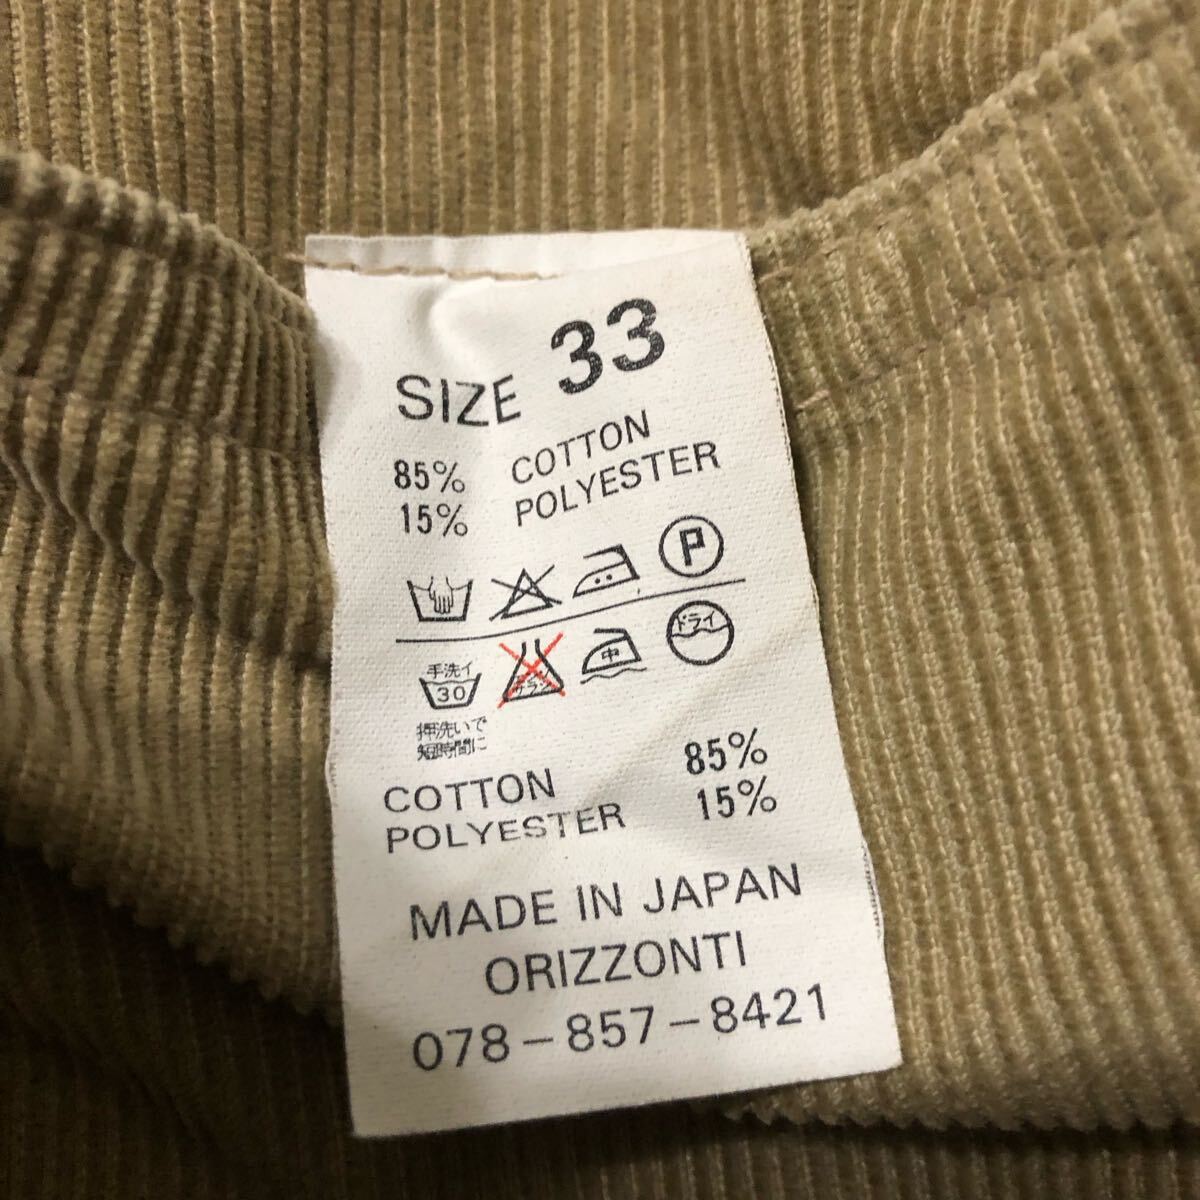 SIZE 33
85% COTTON
15% POLYESTER
P
手洗イ
30
中
ドライ
押洗いで
短時間に
COTTON 85%
POLYESTER 15%
MADE IN JAPAN
ORIZZONTI
078-857-8421